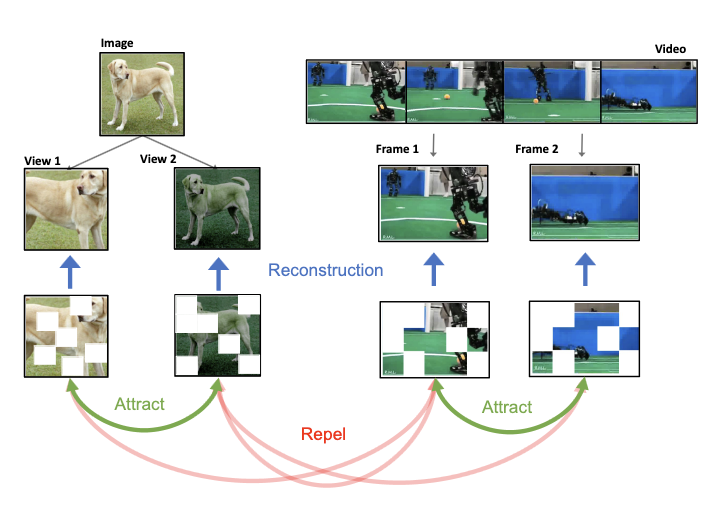 Image
Video
View 1
View 2
Frame 1
Frame 2
Reconstruction
Attract
Attract
Repel